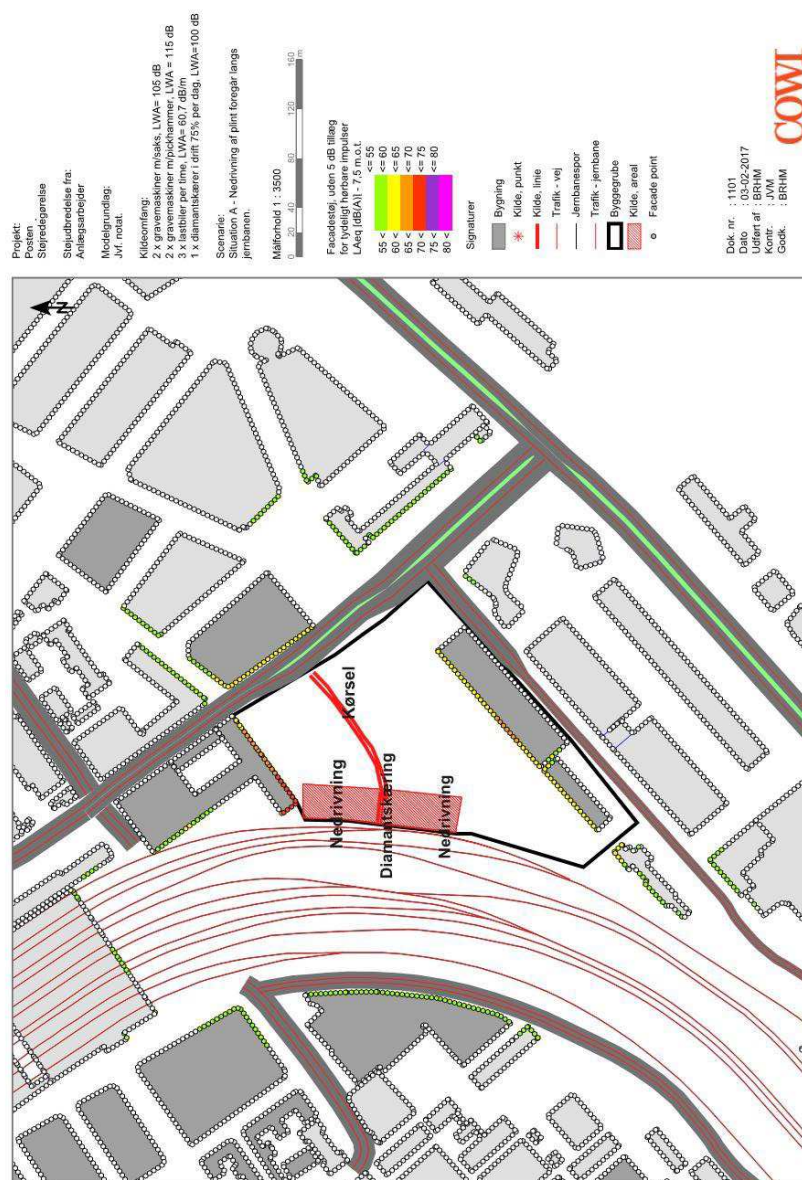 Projekt:
Posten
Støjredegørelse
Støjudbredelse fra:
Anlægsarbejder
Modelgrundlag:
Jvf. notat.
Kildeomfang:
2 x gravemaskiner m/saks, LWA= 105 dB
2 x gravemaskiner m/pickhammer, LWA = 115 dB
3 x lastbiler per time, LWA= 60,7 dB/m
1 x diamantskærer i drift 75% per dag, LWA=100 dB
Scenarie:
Situation A - Nedrivning af plint foregår langs
jernbanen.
Målforhold 1 : 3500
0 20 40 80 120 160
m
Facadestøj, uden 5 dB tillæg
for tydeligt hørbare impulser
LAeq [dB(A)] - 7,5 m.o.t.
<= 55
55 < <= 60
60 < <= 65
65 < <= 70
70 < <= 75
75 < <= 80
80 <
Signaturer
Bygning
Kilde, punkt
Kilde, linie
Trafik - vej
Jernbanespor
Trafik - jernbane
Byggegrube
Kilde, areal
Facade point
Dok. nr. : 1101
Dato : 03-02-2017
Udført af : BRHM
Kontr. : JVM
Godk. : BRHM
COWI
N
Kørsel
Nedrivning
Diamantskæring
Nedrivning